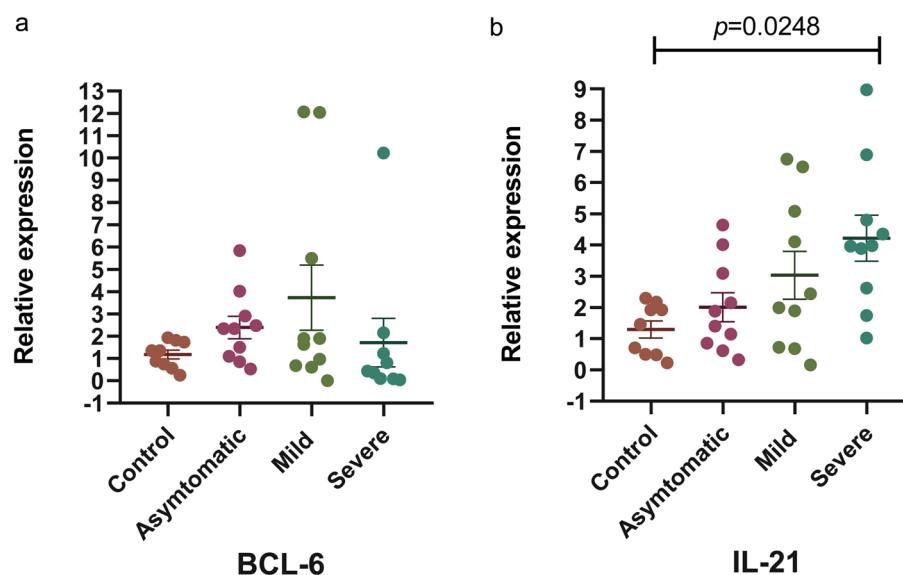 a
b
p=0.0248
Relative expression
13
12
11
10
9
8
7
6
5
4
3
2
1
0
-1
Control
Asymtomatic
Mild
Severe
BCL-6
Relative expression
9
8
7
6
5
4
3
2
1
0
-1
Control
Asymtomatic
Mild
Severe
IL-21